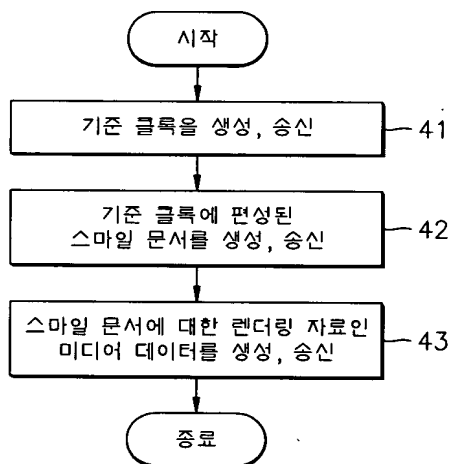 시작
기준 클록을 생성, 송신
41
기준 클록에 편성된
스마일 문서를 생성, 송신
42
스마일 문서에 대한 렌더링 자료인
미디어 데이터를 생성, 송신
43
종료